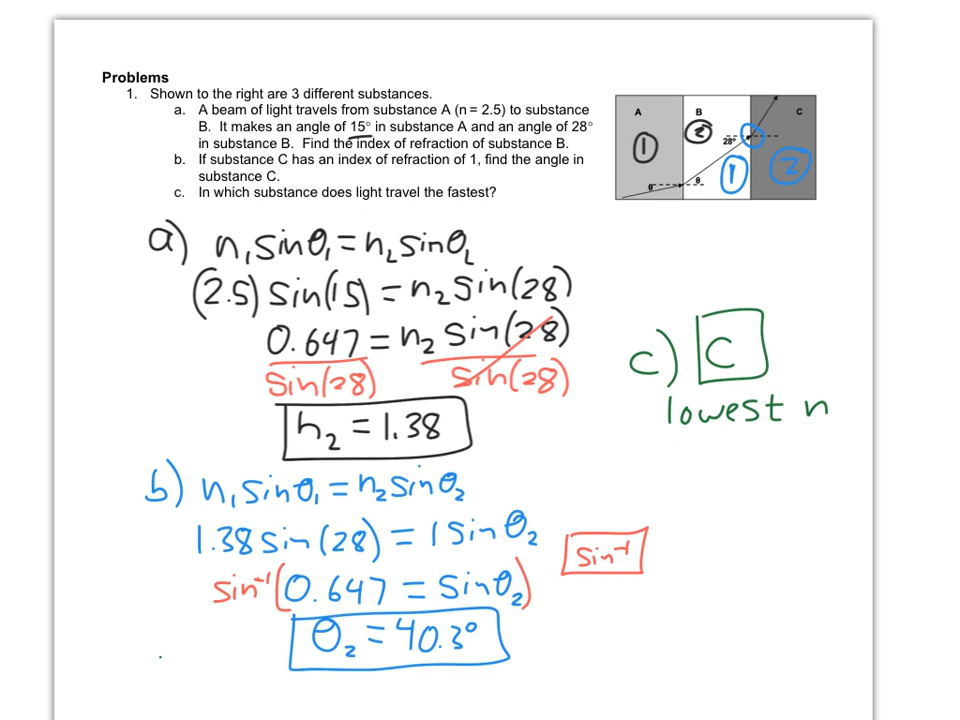 Problems
1. Shown to the right are 3 different substances.
a. A beam of light travels from substance A (n = 2.5) to substance
B. It makes an angle of 15° in substance A and an angle of 28°
in substance B. Find the index of refraction of substance B.
b. If substance C has an index of refraction of 1, find the angle in
substance C.
c. In which substance does light travel the fastest?
A B C
1 2 28° 1 2
θ θ
a) n₁sinθ₁ = n₂sinθ₂
(2.5) sin(15) = n₂sin(28)
0.647 = n₂ sin(28)
sin(28) sin(28)
n₂ = 1.38
c) C
lowest n
b) n₁sinθ₁ = n₂sinθ₂
1.38 sin(28) = 1 sinθ₂
sin⁻¹
sin⁻¹(0.647 = sinθ₂)
θ₂ = 40.3°